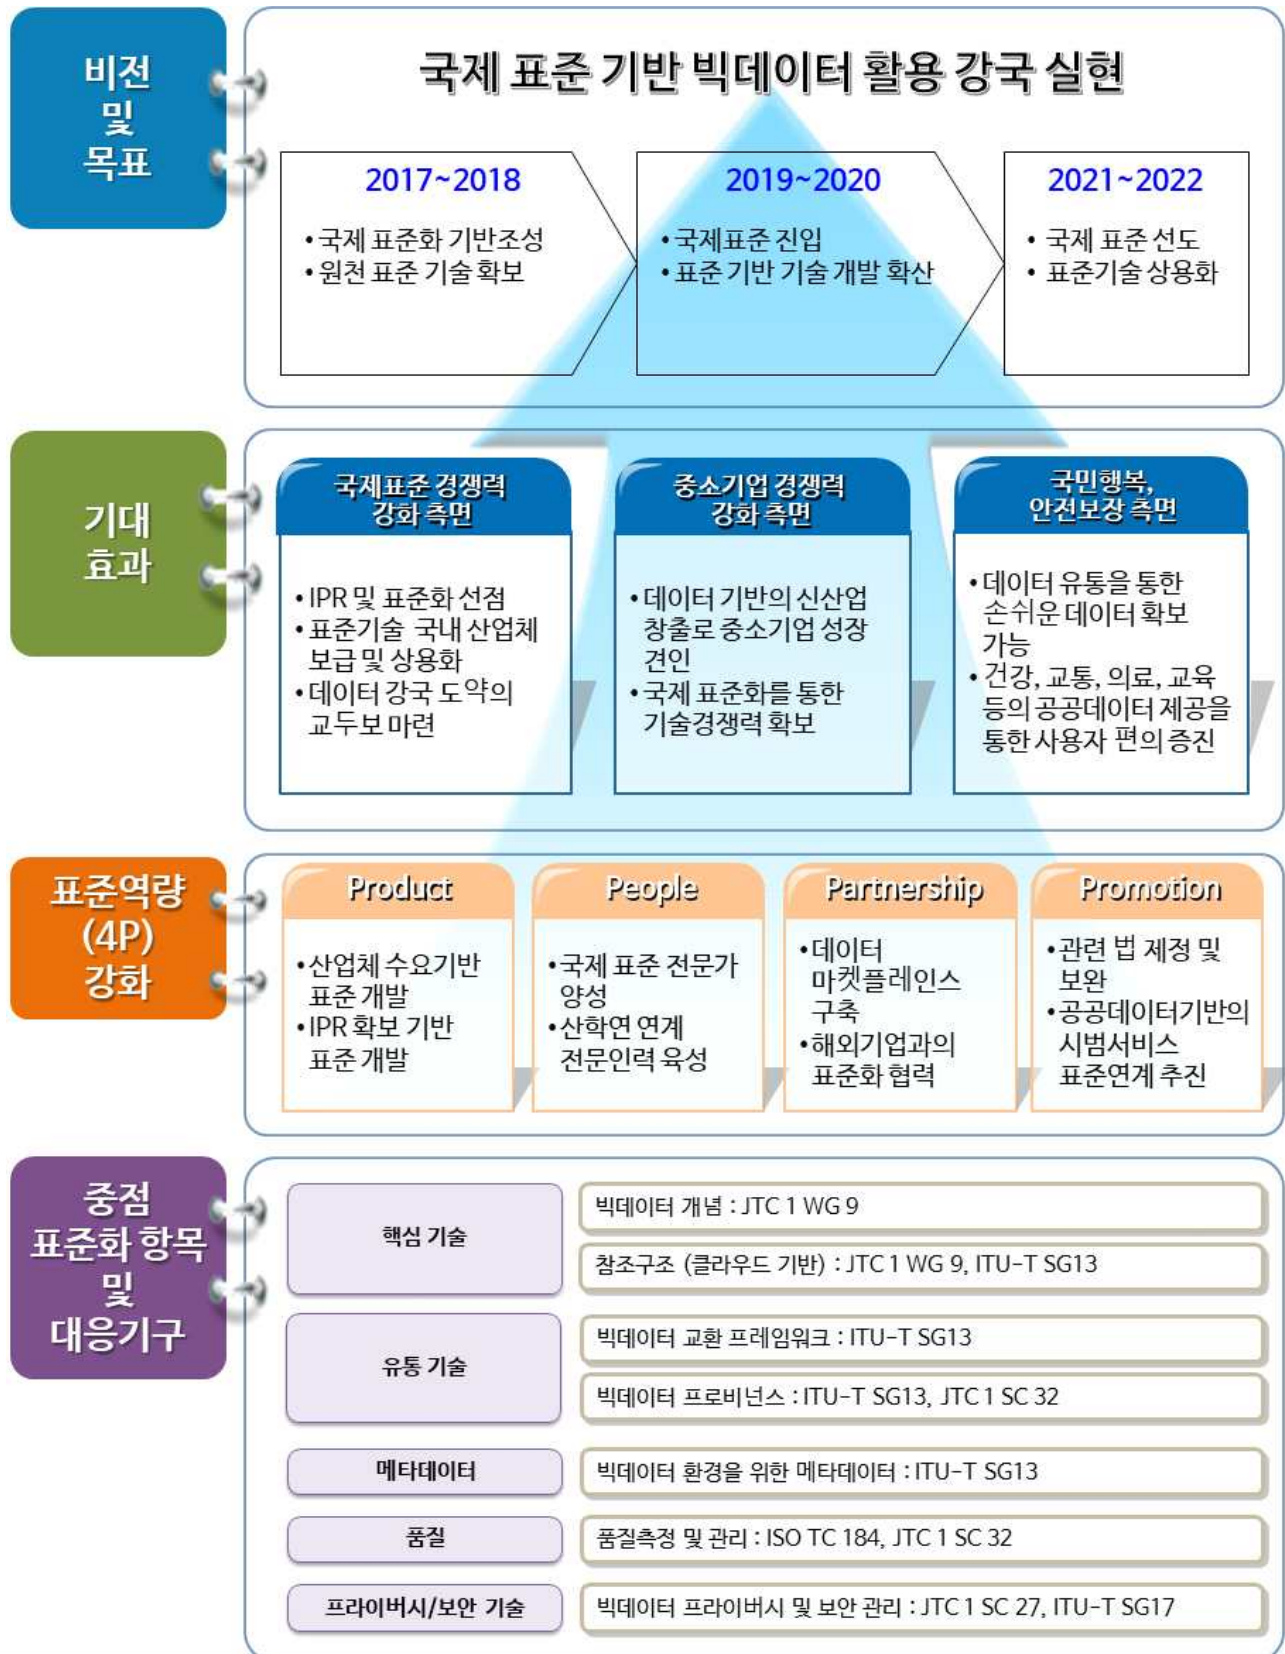 비전
및
목표
국제 표준 기반 빅데이터 활용 강국 실현
2017~2018
• 국제 표준화 기반조성
• 원천 표준 기술 확보
2019~2020
• 국제표준 진입
• 표준 기반 기술 개발 확산
2021~2022
• 국제 표준 선도
• 표준기술 상용화
기대
효과
국제표준 경쟁력
강화 측면
• IPR 및 표준화 선점
• 표준기술 국내 산업체
보급 및 상용화
• 데이터 강국 도약의
교두보 마련
중소기업 경쟁력
강화 측면
• 데이터 기반의 신산업
창출로 중소기업 성장
견인
• 국제 표준화를 통한
기술경쟁력 확보
국민행복,
안전보장 측면
• 데이터 유통을 통한
손쉬운 데이터 확보
가능
• 건강, 교통, 의료, 교육
등의 공공데이터 제공을
통한 사용자 편의 증진
표준역량
(4P)
강화
Product
• 산업체 수요기반
표준 개발
• IPR 확보 기반
표준 개발
People
• 국제 표준 전문가
양성
• 산학연 연계
전문인력 육성
Partnership
• 데이터
마켓플레인스
구축
• 해외기업과의
표준화 협력
Promotion
• 관련 법 제정 및
보완
• 공공데이터기반의
시범서비스
표준연계 추진
중점
표준화 항목
및
대응기구
핵심 기술
빅데이터 개념 : JTC 1 WG 9
참조구조 (클라우드 기반) : JTC 1 WG 9, ITU-T SG13
유통 기술
빅데이터 교환 프레임워크 : ITU-T SG13
빅데이터 프로비넌스 : ITU-T SG13, JTC 1 SC 32
메타데이터
빅데이터 환경을 위한 메타데이터 : ITU-T SG13
품질
품질측정 및 관리 : ISO TC 184, JTC 1 SC 32
프라이버시/보안 기술
빅데이터 프라이버시 및 보안 관리 : JTC 1 SC 27, ITU-T SG17